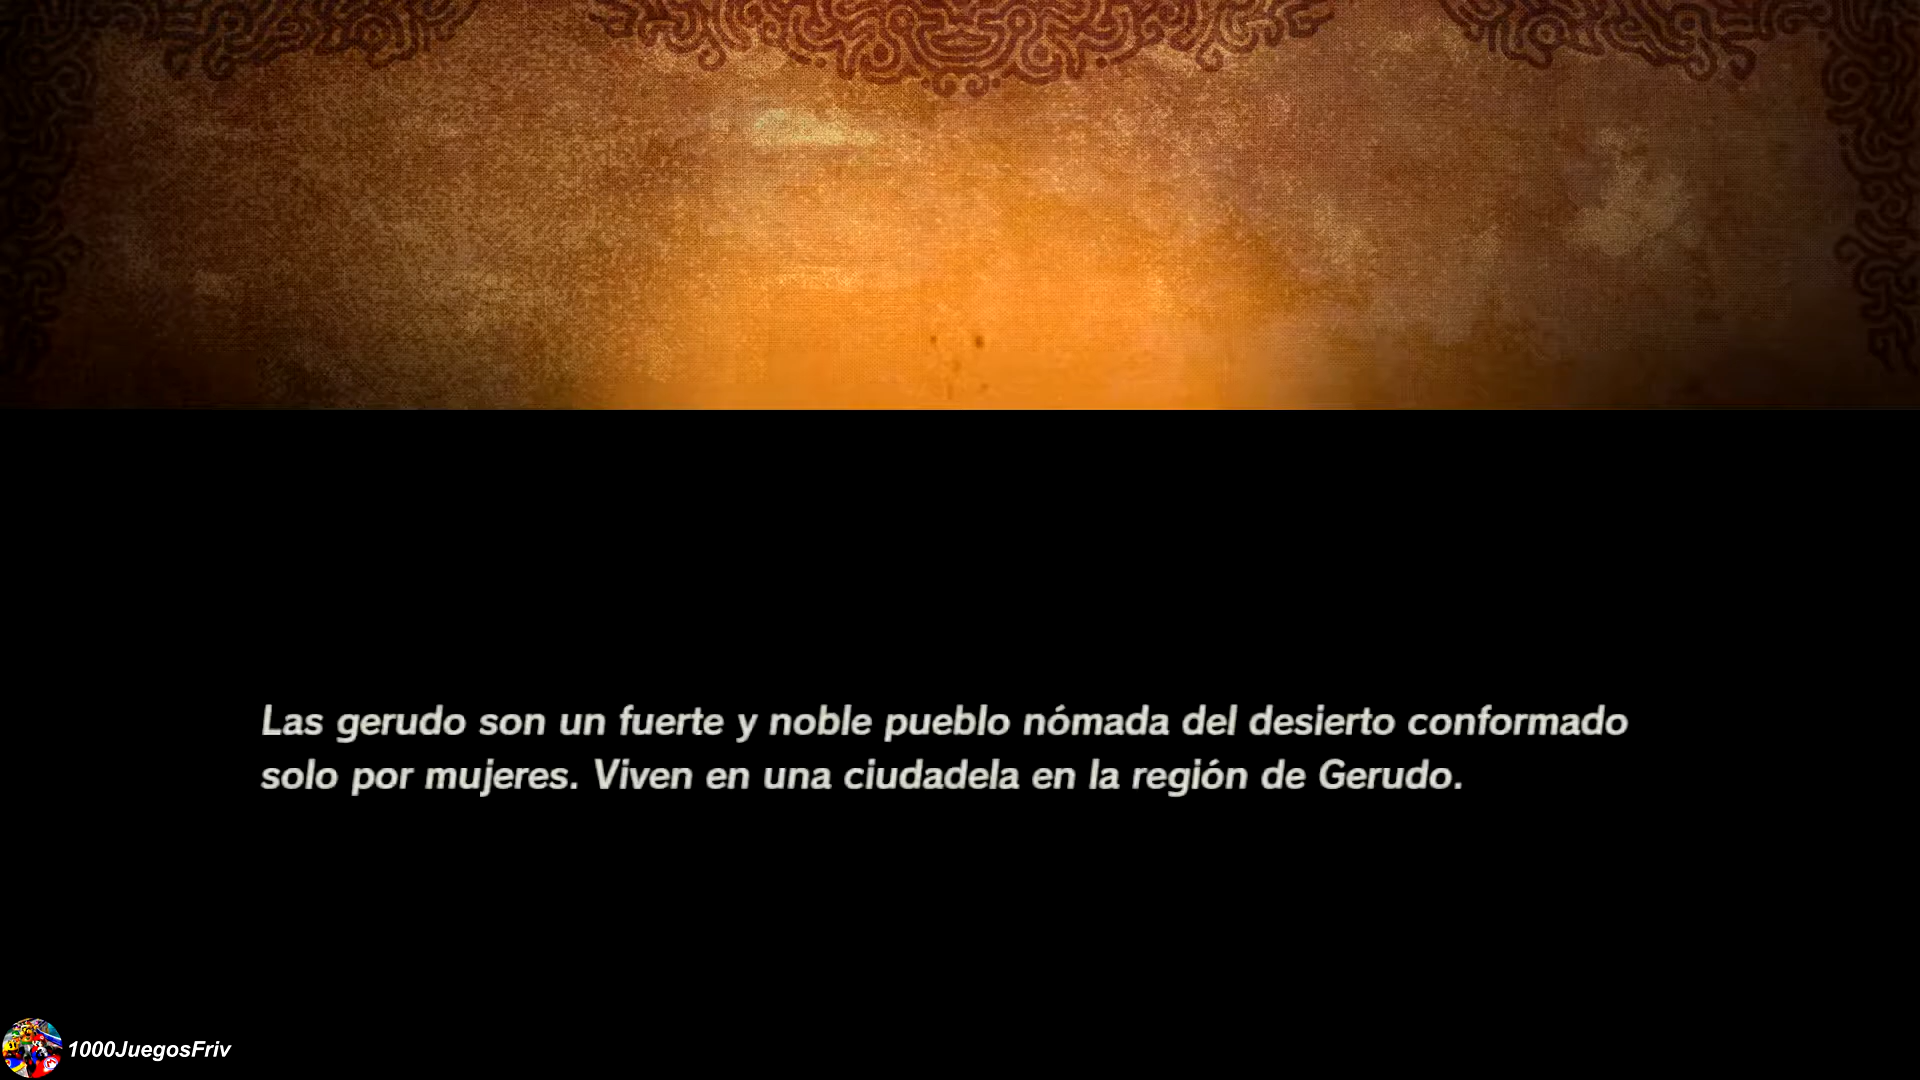 Las gerudo son un fuerte y noble pueblo nómada del desierto conformado
solo por mujeres. Viven en una ciudadela en la región de Gerudo.
1000JuegosFriv